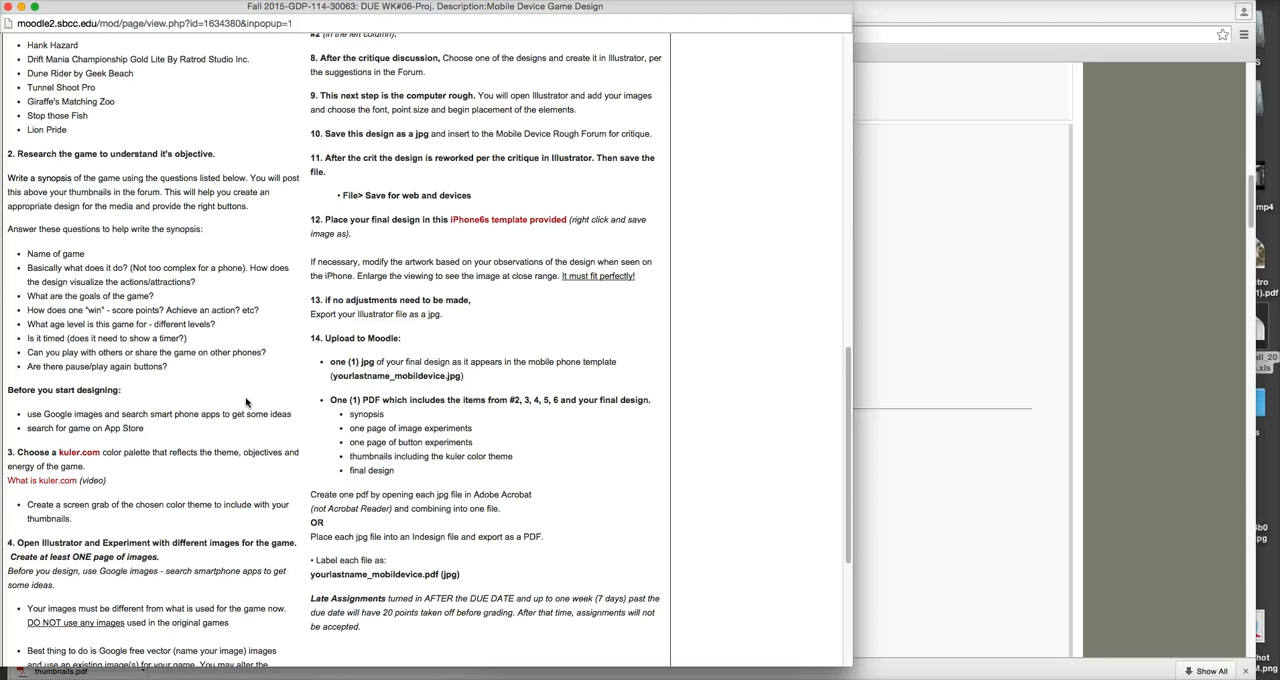 Fall 2015-GDP-114-30063: DUE WK#06-Proj. Description:Mobile Device Game Design
moodle2.sbcc.edu/mod/page/view.php?id=1634380&inpopup=1
• Hank Hazard
• Drift Mania Championship Gold Lite By Ratrod Studio Inc.
• Dune Rider by Geek Beach
• Tunnel Shoot Pro
• Giraffe's Matching Zoo
• Stop those Fish
• Lion Pride
2. Research the game to understand it's objective.
Write a synopsis of the game using the questions listed below. You will post
this above your thumbnails in the forum. This will help you create an
appropriate design for the media and provide the right buttons.
Answer these questions to help write the synopsis:
• Name of game
• Basically what does it do? (Not too complex for a phone). How does
the design visualize the actions/attractions?
• What are the goals of the game?
• How does one "win" - score points? Achieve an action? etc?
• What age level is this game for - different levels?
• Is it timed (does it need to show a timer?)
• Can you play with others or share the game on other phones?
• Are there pause/play again buttons?
Before you start designing:
• use Google images and search smart phone apps to get some ideas
• search for game on App Store
3. Choose a kuler.com color palette that reflects the theme, objectives and
energy of the game.
What is kuler.com (video)
• Create a screen grab of the chosen color theme to include with your
thumbnails.
4. Open Illustrator and Experiment with different images for the game.
Create at least ONE page of images.
Before you design, use Google images - search smartphone apps to get
some ideas.
• Your images must be different from what is used for the game now.
DO NOT use any images used in the original games
• Best thing to do is Google free vector (name your image) images
and use an existing image(s) for your game. You may alter the
#2 (in the left column).
8. After the critique discussion, Choose one of the designs and create it in Illustrator, per
the suggestions in the Forum.
9. This next step is the computer rough. You will open Illustrator and add your images
and choose the font, point size and begin placement of the elements.
10. Save this design as a jpg and insert to the Mobile Device Rough Forum for critique.
11. After the crit the design is reworked per the critique in Illustrator. Then save the
file.
• File> Save for web and devices
12. Place your final design in this iPhone6s template provided (right click and save
image as).
If necessary, modify the artwork based on your observations of the design when seen on
the iPhone. Enlarge the viewing to see the image at close range. It must fit perfectly!
13. if no adjustments need to be made,
Export your Illustrator file as a jpg.
14. Upload to Moodle:
• one (1) jpg of your final design as it appears in the mobile phone template
(yourlastname_mobildevice.jpg)
• One (1) PDF which includes the items from #2, 3, 4, 5, 6 and your final design.
• synopsis
• one page of image experiments
• one page of button experiments
• thumbnails including the kuler color theme
• final design
Create one pdf by opening each jpg file in Adobe Acrobat
(not Acrobat Reader) and combining into one file.
OR
Place each jpg file into an Indesign file and export as a PDF.
• Label each file as:
yourlastname_mobildevice.pdf (jpg)
Late Assignments turned in AFTER the DUE DATE and up to one week (7 days) past the
due date will have 20 points taken off before grading. After that time, assignments will not
be accepted.
thumbnails.pdf
Show All